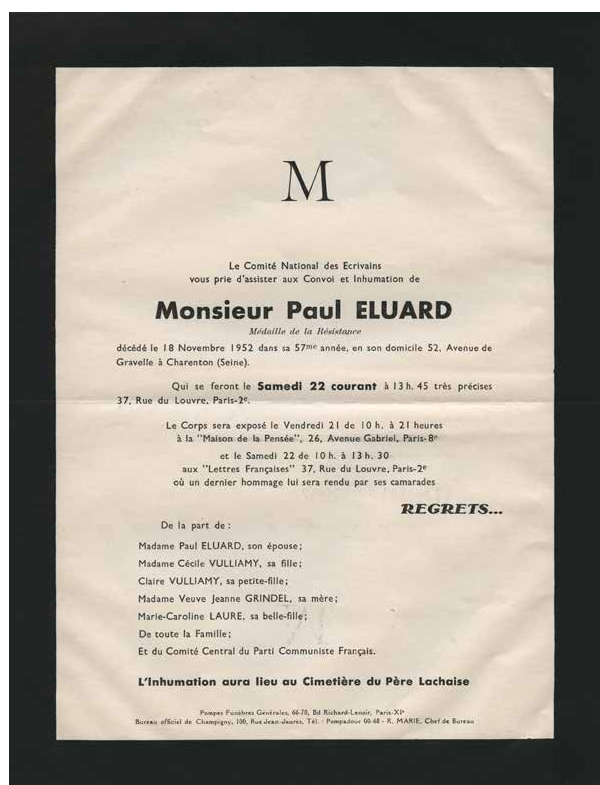 M
Le Comité National des Ecrivains
vous prie d'assister aux Convoi et Inhumation de
Monsieur Paul ELUARD
Médaille de la Résistance
décédé le 18 Novembre 1952 dans sa 57me année, en son domicile 52, Avenue de
Gravelle à Charenton (Seine).
Qui se feront le Samedi 22 courant à 13 h. 45 très précises
37, Rue du Louvre, Paris-2e.
Le Corps sera exposé le Vendredi 21 de 10 h. à 21 heures
à la "Maison de la Pensée", 26, Avenue Gabriel, Paris-8e
et le Samedi 22 de 10 h. à 13 h. 30
aux "Lettres Françaises" 37, Rue du Louvre, Paris-2e
où un dernier hommage lui sera rendu par ses camarades
REGRETS...
De la part de :
Madame Paul ELUARD, son épouse;
Madame Cécile VULLIAMY, sa fille;
Claire VULLIAMY, sa petite-fille;
Madame Veuve Jeanne GRINDEL, sa mère;
Marie-Caroline LAURE, sa belle-fille;
De toute la Famille;
Et du Comité Central du Parti Communiste Français.
L'Inhumation aura lieu au Cimetière du Père Lachaise
Pompes Funèbres Générales, 66-70, Bd Richard-Lenoir, Paris-XIe
Bureau officiel de Champigny, 100, Rue Jean-Jaures, Tél. : Pompadour 00-68 - R. MARIE, Chef de Bureau